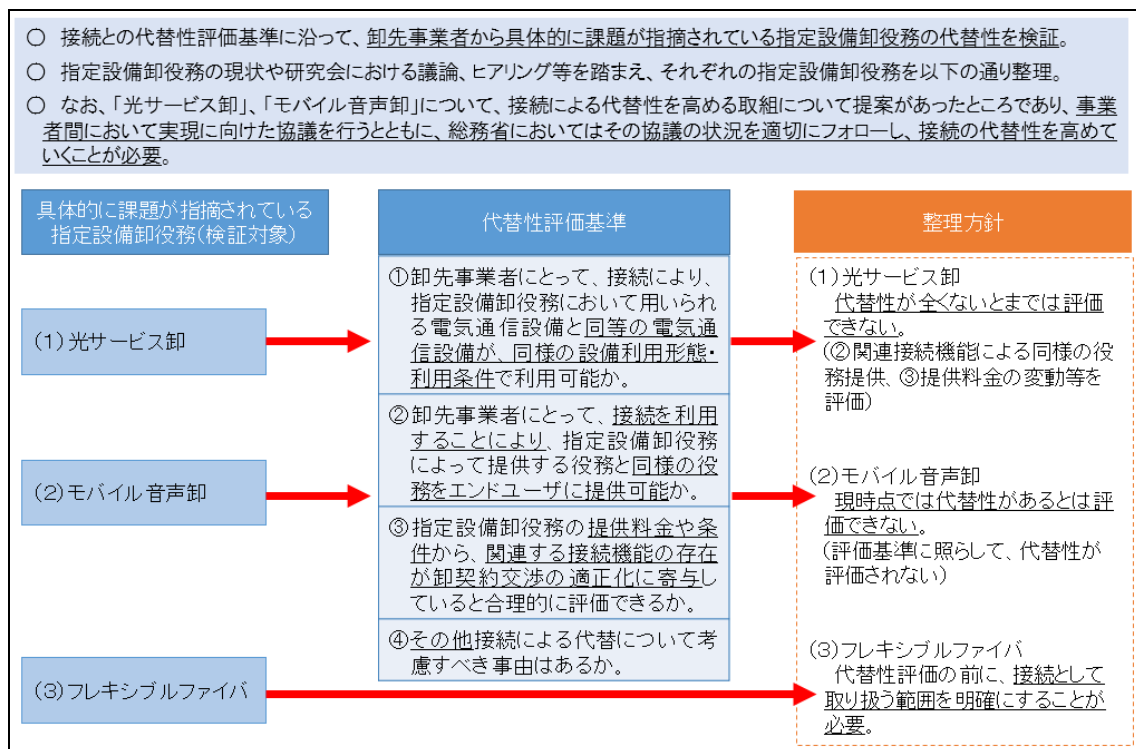 ○ 接続との代替性評価基準に沿って、卸先事業者から具体的に課題が指摘されている指定設備卸役務の代替性を検証。
○ 指定設備卸役務の現状や研究会における議論、ヒアリング等を踏まえ、それぞれの指定設備卸役務を以下の通り整理。
○ なお、「光サービス卸」、「モバイル音声卸」について、接続による代替性を高める取組について提案があったところであり、事業
者間において実現に向けた協議を行うとともに、総務省においてはその協議の状況を適切にフォローし、接続の代替性を高めて
いくことが必要。
具体的に課題が指摘されている
指定設備卸役務(検証対象)
(1)光サービス卸
(2)モバイル音声卸
(3)フレキシブルファイバ
代替性評価基準
①卸先事業者にとって、接続により、
指定設備卸役務において用いられ
る電気通信設備と同等の電気通
信設備が、同様の設備利用形態・
利用条件で利用可能か。
②卸先事業者にとって、接続を利用
することにより、指定設備卸役務
によって提供する役務と同様の役
務をエンドユーザに提供可能か。
③指定設備卸役務の提供料金や条
件から、関連する接続機能の存在
が卸契約交渉の適正化に寄与し
ていると合理的に評価できるか。
④その他接続による代替について考
慮すべき事由はあるか。
整理方針
(1)光サービス卸
代替性が全くないとまでは評価
できない。
(②関連接続機能による同様の役
務提供、③提供料金の変動等を
評価)
(2)モバイル音声卸
現時点では代替性があるとは評
価できない。
(評価基準に照らして、代替性が
評価されない)
(3)フレキシブルファイバ
代替性評価の前に、接続として
取り扱う範囲を明確にすることが
必要。